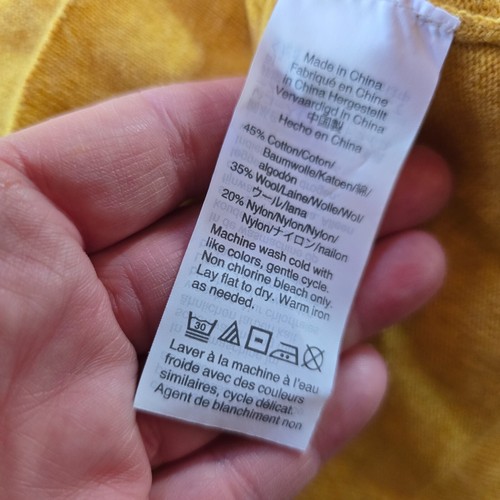 Made in China
Fabriqué en Chine
in China Hergestellt
Vervaardigd in China
中国製
Hecho en China
45% Cotton/Coton/
Baumwolle/Katoen/綿/
algodón
35% Wool/Laine/Wolle/Wol/
ウール/lana
20% Nylon/Nylon/Nylon/
Nylon/ナイロン/nailon
Machine wash cold with
like colors, gentle cycle.
Non chlorine bleach only.
Lay flat to dry. Warm iron
as needed.
30
Laver à la machine à l'eau
froide avec des couleurs
similaires, cycle délicat.
Agent de blanchiment non